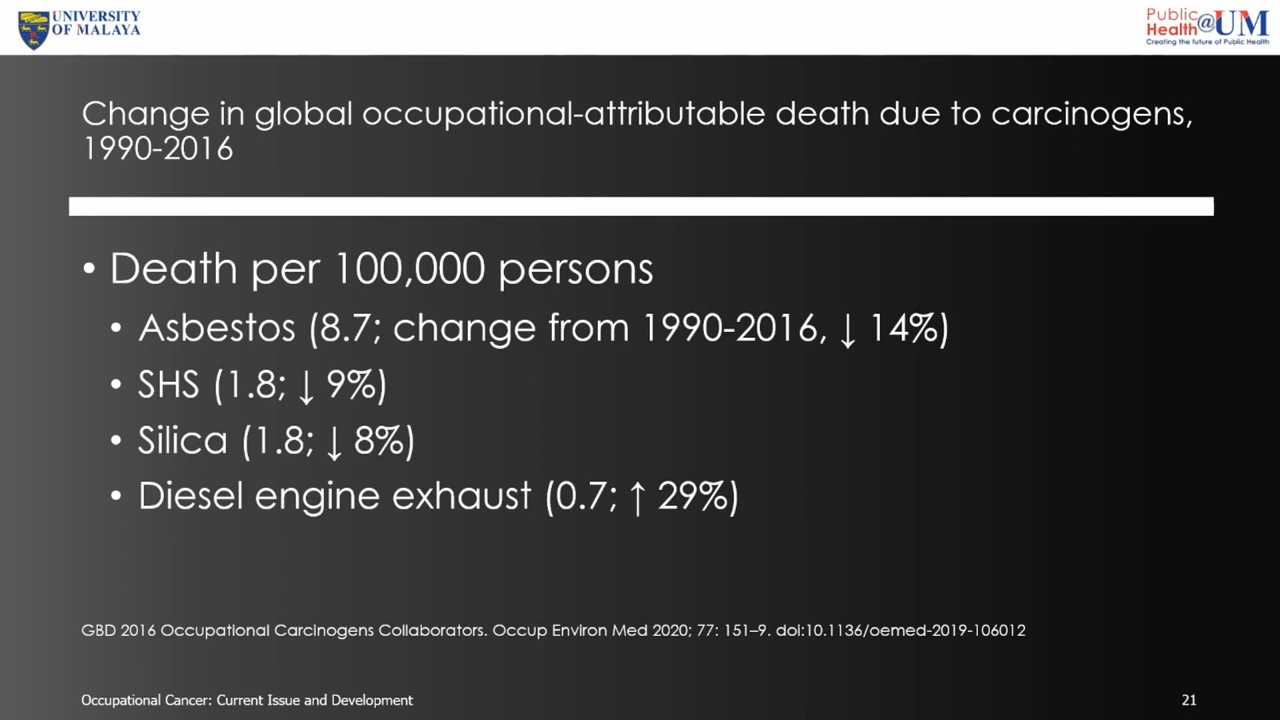 UNIVERSITY
OF MALAYA
Public
Health@UM
Creating the future of Public Health
Change in global occupational-attributable death due to carcinogens,
1990-2016
• Death per 100,000 persons
• Asbestos (8.7; change from 1990-2016, ↓ 14%)
• SHS (1.8; ↓ 9%)
• Silica (1.8; ↓ 8%)
• Diesel engine exhaust (0.7; ↑ 29%)
GBD 2016 Occupational Carcinogens Collaborators. Occup Environ Med 2020; 77: 151–9. doi:10.1136/oemed-2019-106012
Occupational Cancer: Current Issue and Development
21